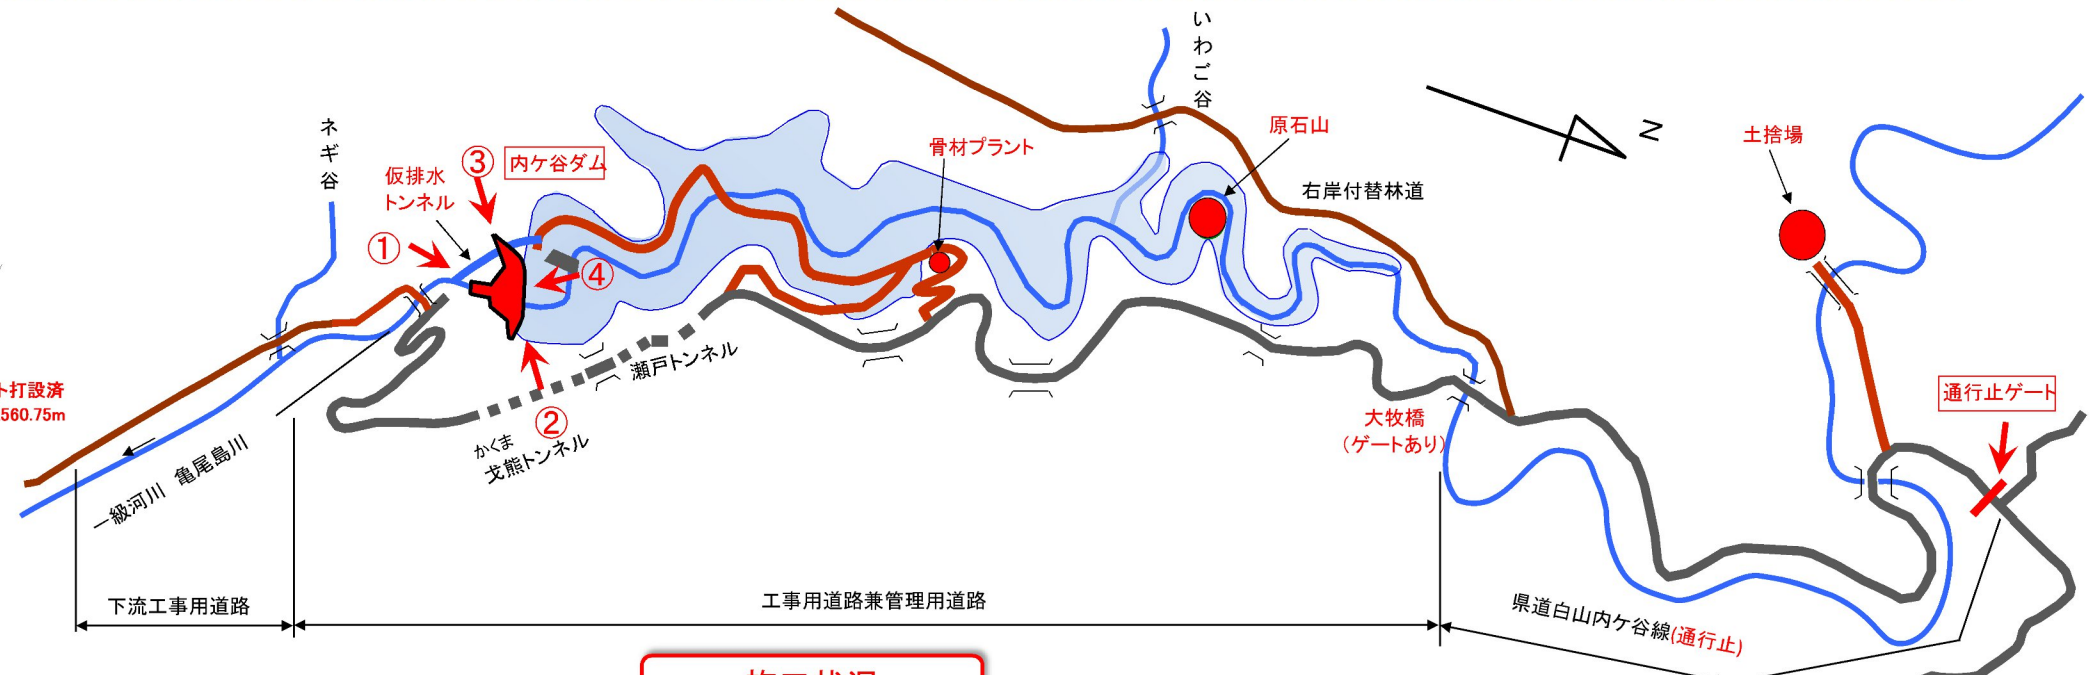 いわご谷
ネギ谷
③
内ケ谷ダム
仮排水
トンネル
①
④
骨材プラント
原石山
右岸付替林道
N
土捨場
通行止ゲート
ト打設済
560.75m
瀬戸トンネル
②
かくま
戈熊トンネル
大牧橋
(ゲートあり)
一級河川 亀尾島川
下流工事用道路
工事用道路兼管理用道路
県道白山内ケ谷線(通行止)